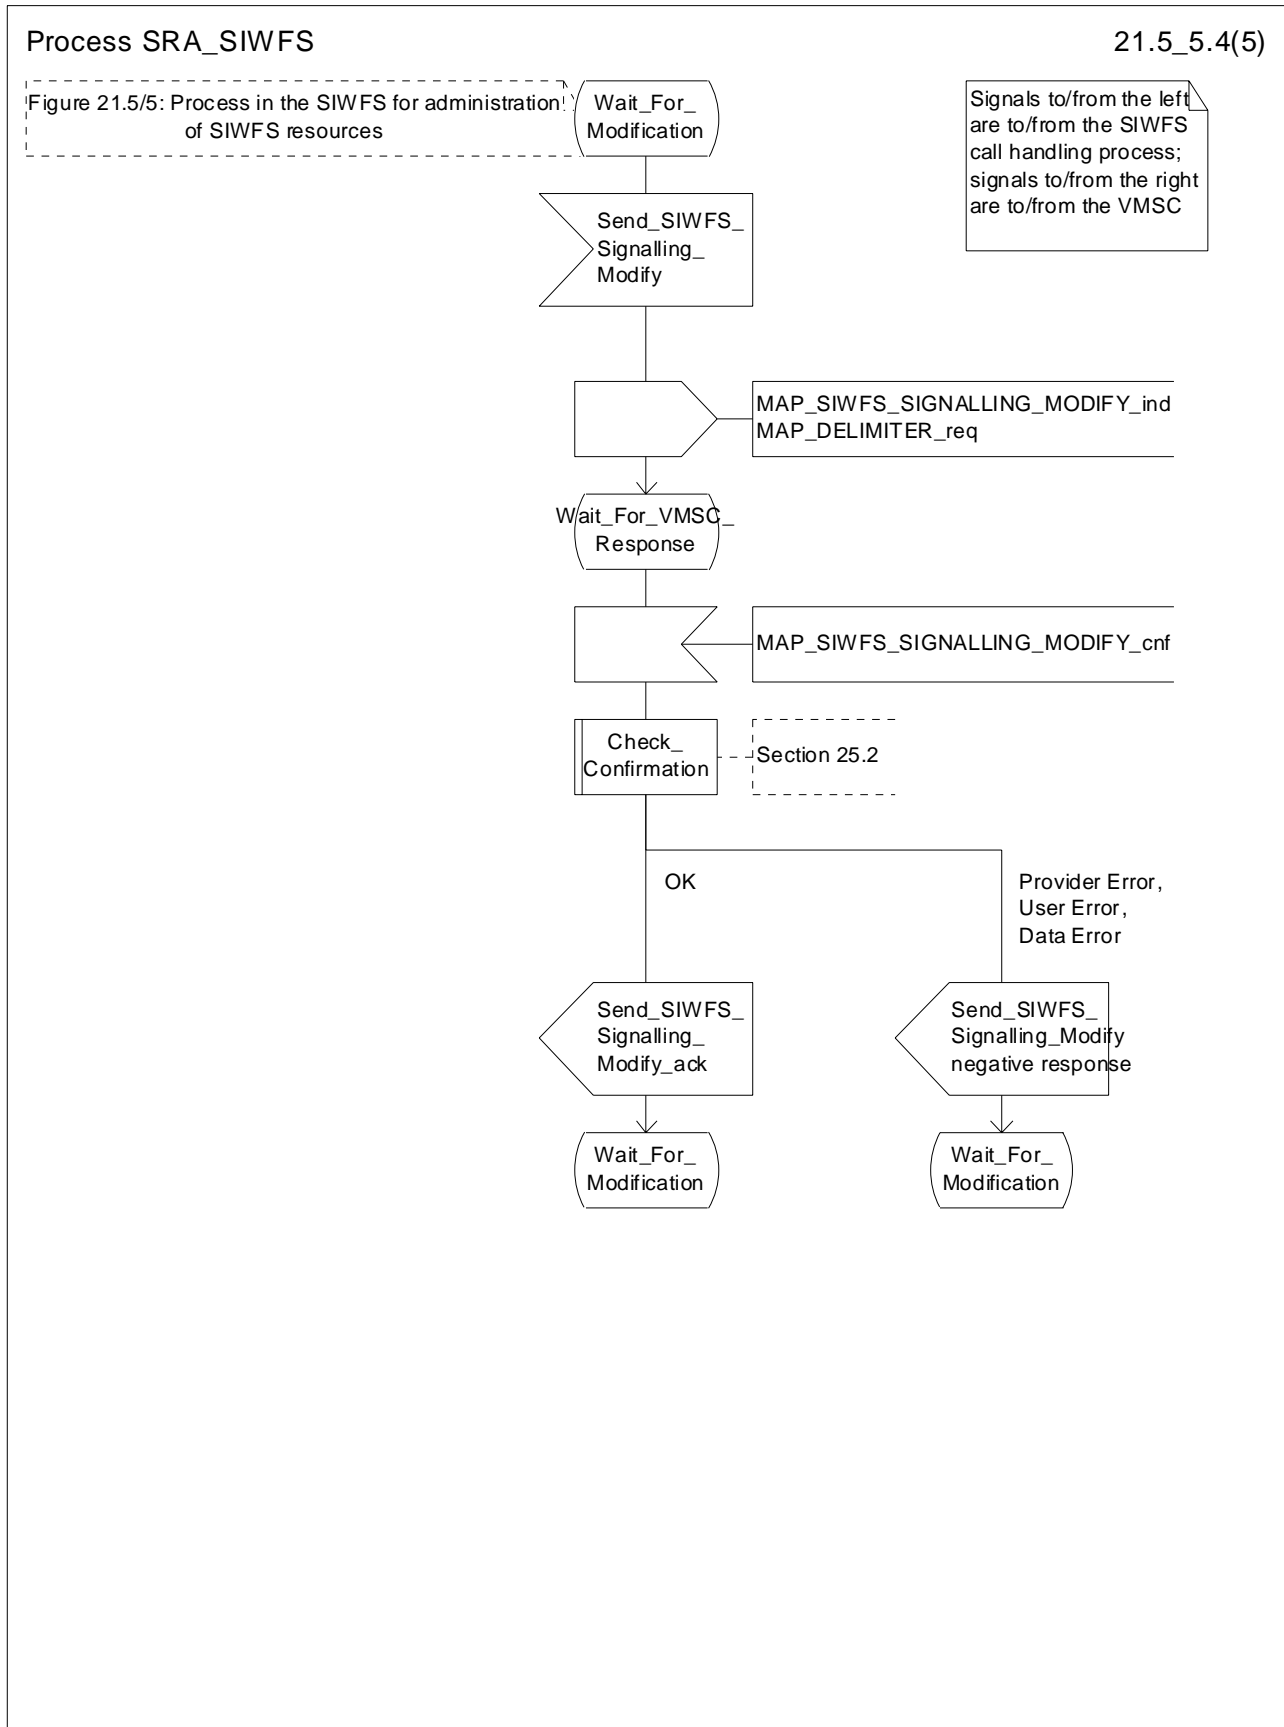 Process SRA_SIWFS
21.5_5.4(5)
Figure 21.5/5: Process in the SIWFS for administration
of SIWFS resources
Wait_For_
Modification
Signals to/from the left
are to/from the SIWFS
call handling process;
signals to/from the right
are to/from the VMSC
Send_SIWFS_
Signalling_
Modify
MAP_SIWFS_SIGNALLING_MODIFY_ind
MAP_DELIMITER_req
Wait_For_VMSC_
Response
MAP_SIWFS_SIGNALLING_MODIFY_cnf
Check_
Confirmation
Section 25.2
OK
Provider Error,
User Error,
Data Error
Send_SIWFS_
Signalling_
Modify_ack
Send_SIWFS_
Signalling_Modify
negative response
Wait_For_
Modification
Wait_For_
Modification